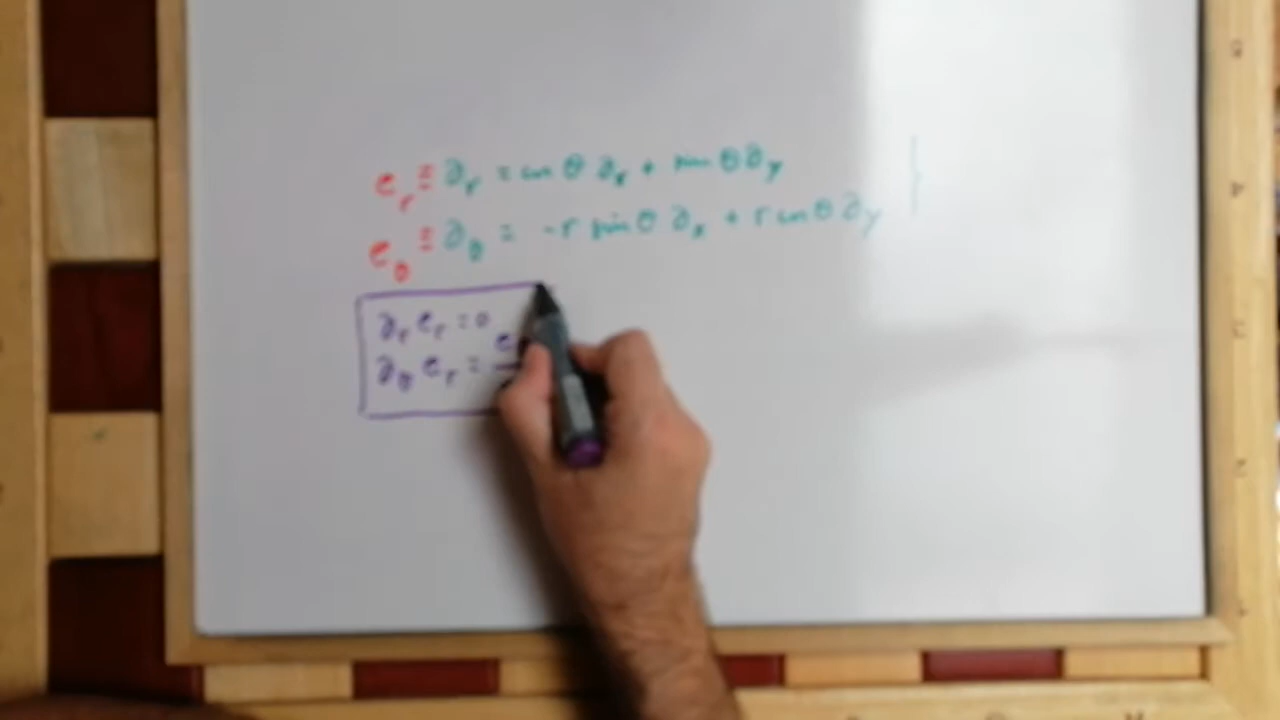 e_r ≡ ∂_r = cos θ ∂_x + sin θ ∂_y
e_θ ≡ ∂_θ = -r sin θ ∂_x + r cos θ ∂_y
∂_r e_r = 0
∂_θ e_r = e